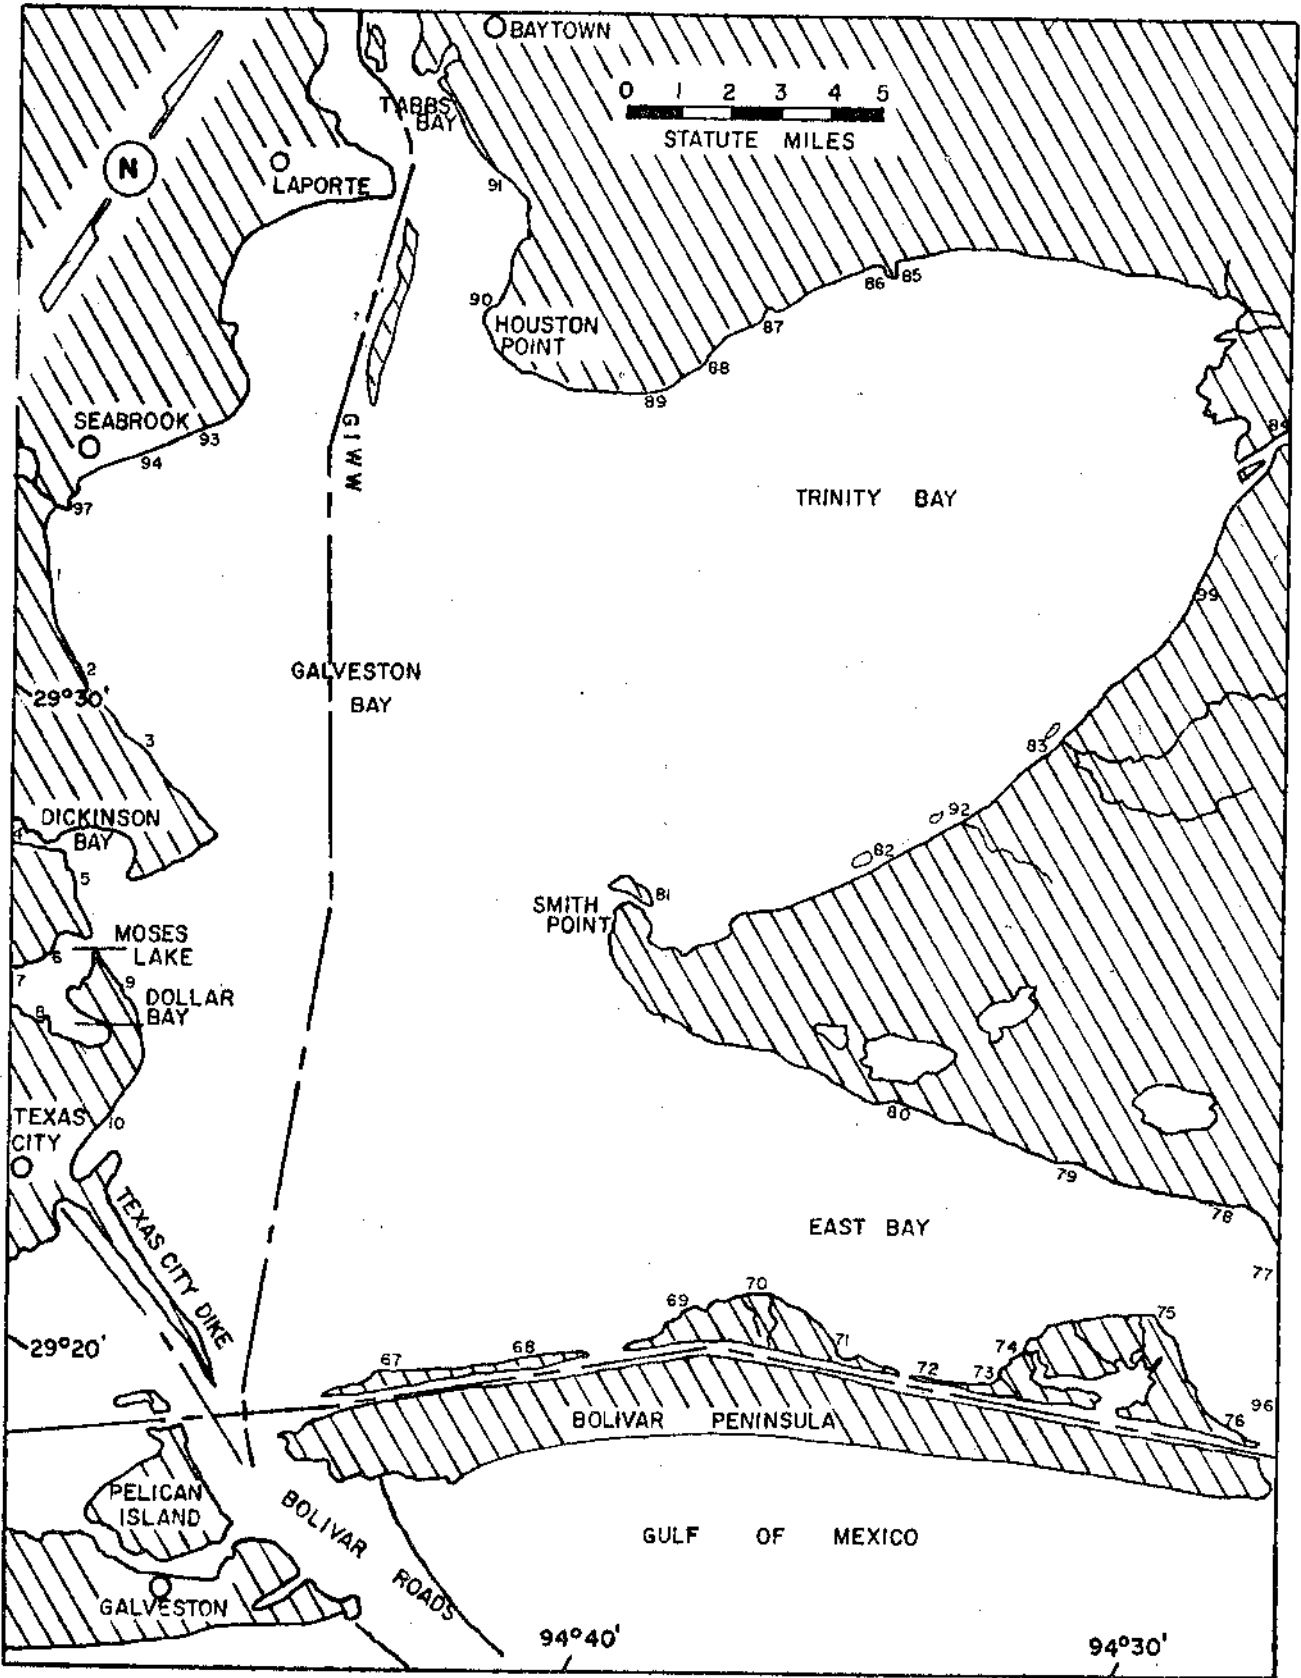 BAYTOWN
0 1 2 3 4 5
STATUTE MILES
TABBS
BAY
N
LAPORTE
91
90
HOUSTON
POINT
86
85
87
88
89
84
SEABROOK
93
94
97
GIWW
TRINITY BAY
1
99
2
29°30'
GALVESTON
BAY
3
83
DICKINSON
BAY
4
92
82
5
81
SMITH
POINT
MOSES
LAKE
6
7
9
DOLLAR
BAY
8
80
TEXAS
CITY
10
79
78
TEXAS CITY DIKE
EAST BAY
77
70
69
75
29°20'
68
71
74
67
72
73
96
76
BOLIVAR PENINSULA
PELICAN
ISLAND
BOLIVAR ROADS
GULF OF MEXICO
GALVESTON
94°40'
94°30'